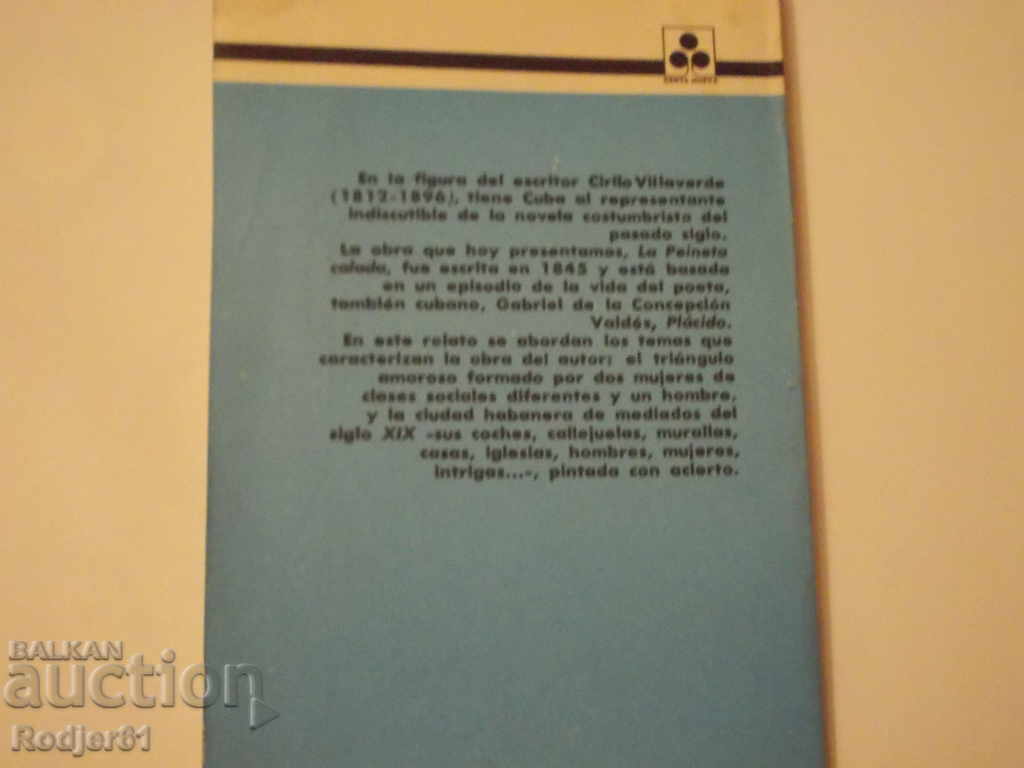 En la figura del escritor Cirilo Villaverde
(1812-1896), tiene Cuba al representante
indiscutible de la novela costumbrista del
pasado siglo.
La obra que hoy presentamos, La Peineta
calada, fue escrita en 1845 y está basada
en un episodio de la vida del poeta,
también cubano, Gabriel de la Concepción
Valdés, Plácido.
En este relato se abordan los temas que
caracterizan la obra del autor: el triángulo
amoroso formado por dos mujeres de
clases sociales diferentes y un hombre,
y la ciudad habanera de mediados del
siglo XIX «sus coches, callejuelas, murallas,
casas, iglesias, hombres, mujeres,
intrigas...», pintada con acierto.
BALKAN
auction
Rodjer61